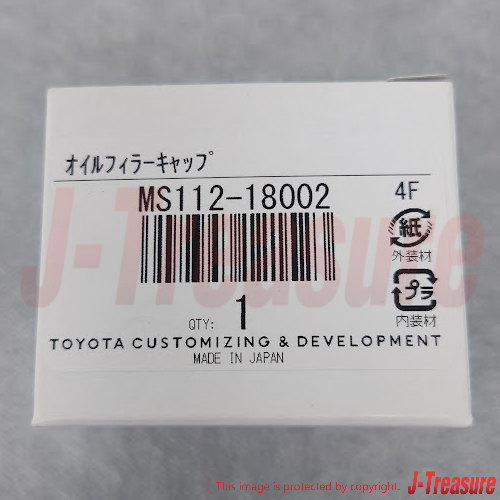 オイルフィラーキャップ
MS112-18002
4F
紙
外装材
プラ
内装材
QTY: 1
TOYOTA CUSTOMIZING & DEVELOPMENT
MADE IN JAPAN
J-Treasure
This image is protected by copyright.
J-Treasure